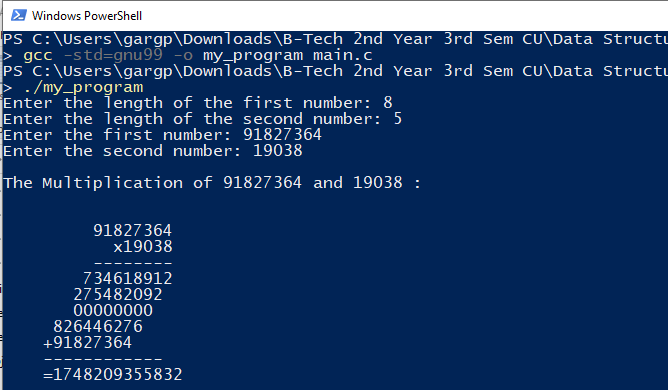 Windows PowerShell
PS C:\Users\gargp\Downloads\B-Tech 2nd Year 3rd Sem CU\Data Structu
> gcc -std=gnu99 -o my_program main.c
PS C:\Users\gargp\Downloads\B-Tech 2nd Year 3rd Sem CU\Data Structu
> ./my_program
Enter the length of the first number: 8
Enter the length of the second number: 5
Enter the first number: 91827364
Enter the second number: 19038

The Multiplication of 91827364 and 19038 :

         91827364
           x19038
         --------
        734618912
       275482092
       00000000
     826446276
    +91827364
    ------------
    =1748209355832